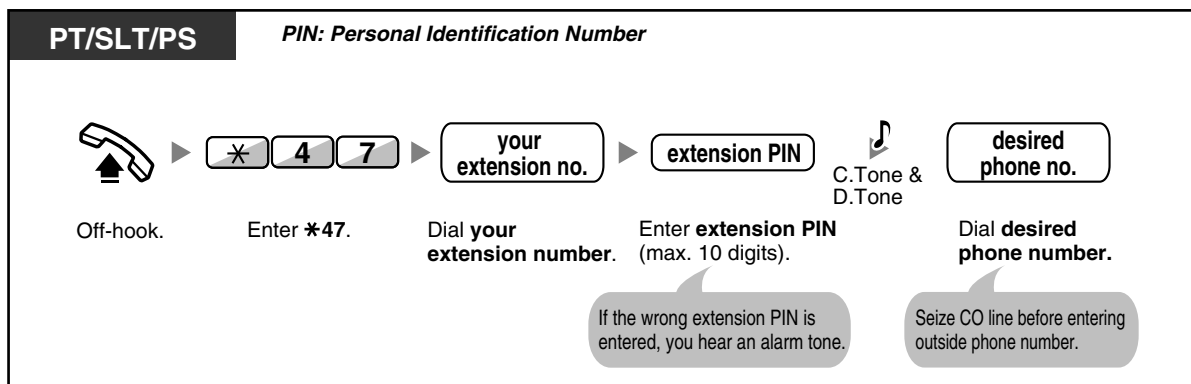 PT/SLT/PS
PIN: Personal Identification Number
✳ 4 7
your
extension no.
extension PIN
C.Tone &
D.Tone
desired
phone no.
Off-hook.
Enter ✳47.
Dial your
extension number.
Enter extension PIN
(max. 10 digits).
Dial desired
phone number.
If the wrong extension PIN is
entered, you hear an alarm tone.
Seize CO line before entering
outside phone number.